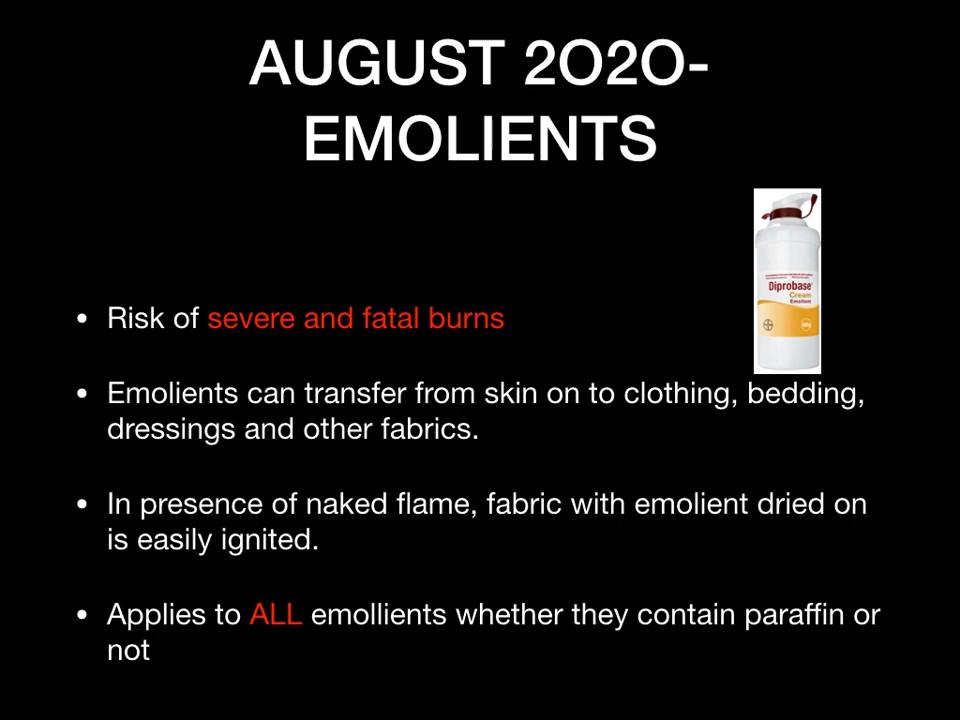 AUGUST 2O2O-
EMOLIENTS
Diprobase
Cream
Emollient
• Risk of severe and fatal burns
• Emolients can transfer from skin on to clothing, bedding,
dressings and other fabrics.
• In presence of naked flame, fabric with emolient dried on
is easily ignited.
• Applies to ALL emollients whether they contain paraffin or
not